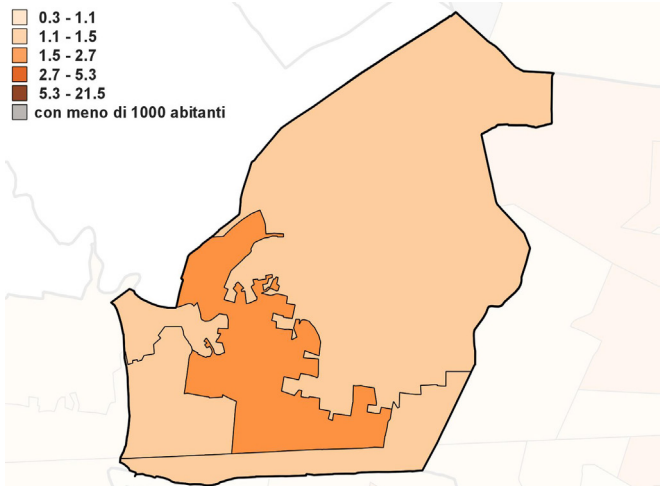 0.3 - 1.1
1.1 - 1.5
1.5 - 2.7
2.7 - 5.3
5.3 - 21.5
con meno di 1000 abitanti